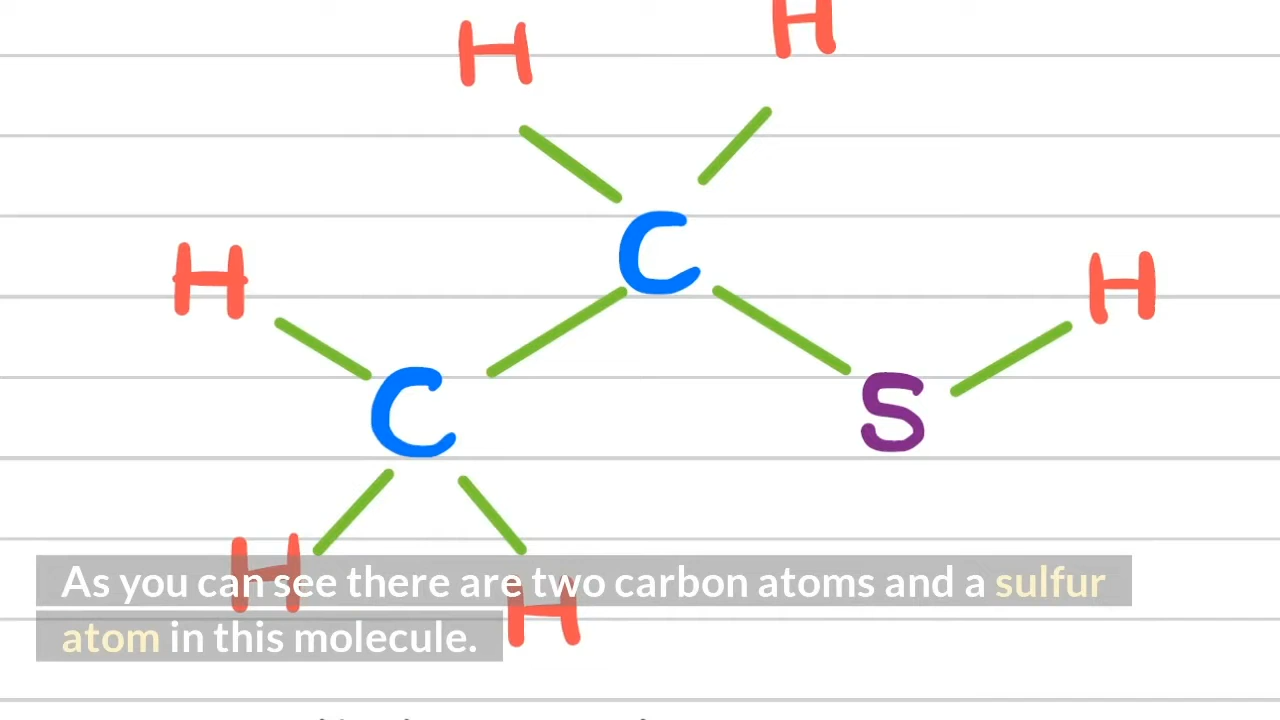 H H
C
H H
C S
H H
As you can see there are two carbon atoms and a sulfur
atom in this molecule.